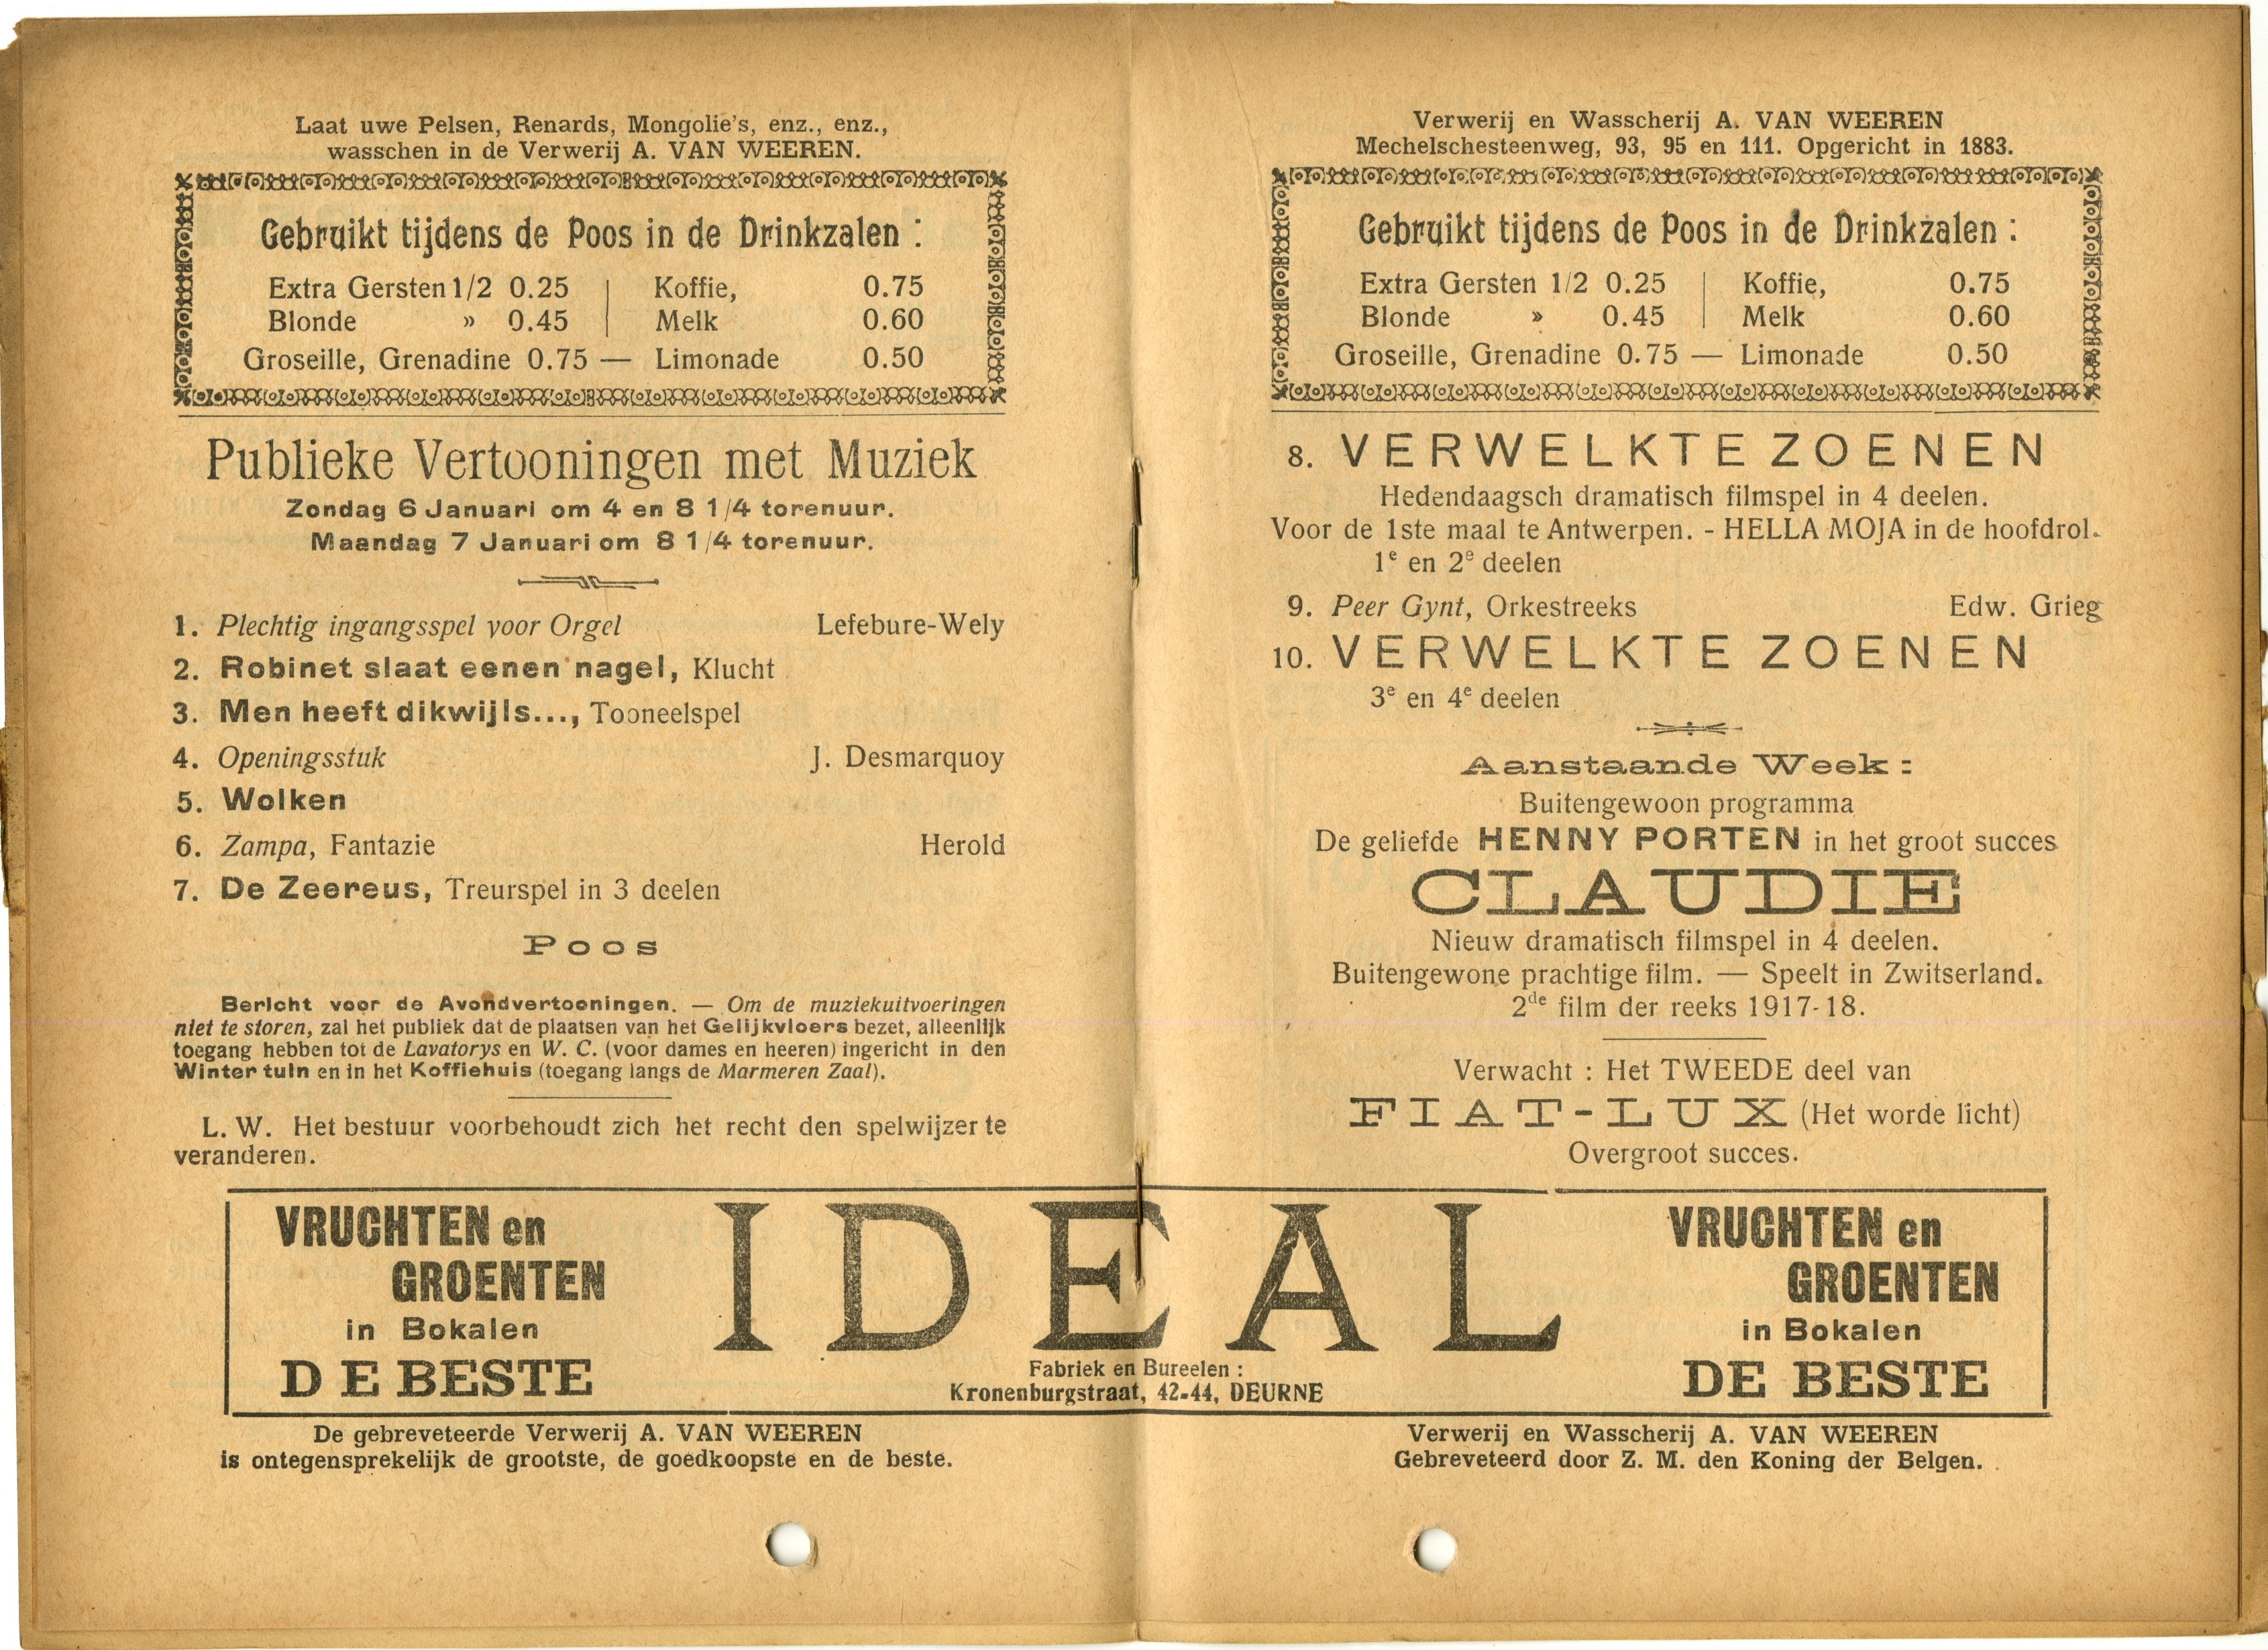 Laat uwe Pelsen, Renards, Mongolie's, enz., enz.,
wasschen in de Verwerij A. VAN WEEREN.
Gebruikt tijdens de Poos in de Drinkzalen :
Extra Gersten 1/2 0.25 Koffie, 0.75
Blonde » 0.45 Melk 0.60
Groseille, Grenadine 0.75 — Limonade 0.50
Publieke Vertooningen met Muziek
Zondag 6 Januari om 4 en 8 1/4 torenuur.
Maandag 7 Januari om 8 1/4 torenuur.
1. Plechtig ingangsspel voor Orgel Lefebure-Wely
2. Robinet slaat eenen nagel, Klucht
3. Men heeft dikwijls..., Tooneelspel
4. Openingsstuk J. Desmarquoy
5. Wolken
6. Zampa, Fantazie Herold
7. De Zeereus, Treurspel in 3 deelen
Poos
Bericht voor de Avondvertooningen. — Om de muziekuitvoeringen
niet te storen, zal het publiek dat de plaatsen van het Gelijkvloers bezet, alleenlijk
toegang hebben tot de Lavatorys en W. C. (voor dames en heeren) ingericht in den
Winter tuin en in het Koffiehuis (toegang langs de Marmeren Zaal).
L. W. Het bestuur voorbehoudt zich het recht den spelwijzer te
veranderen.
Verwerij en Wasscherij A. VAN WEEREN
Mechelschesteenweg, 93, 95 en 111. Opgericht in 1883.
Gebruikt tijdens de Poos in de Drinkzalen :
Extra Gersten 1/2 0.25 Koffie, 0.75
Blonde » 0.45 Melk 0.60
Groseille, Grenadine 0.75 — Limonade 0.50
8. VERWELKTE ZOENEN
Hedendaagsch dramatisch filmspel in 4 deelen.
Voor de 1ste maal te Antwerpen. - HELLA MOJA in de hoofdrol.
1e en 2e deelen
9. Peer Gynt, Orkestreeks Edw. Grieg
10. VERWELKTE ZOENEN
3e en 4e deelen
Aanstaande Week :
Buitengewoon programma
De geliefde HENNY PORTEN in het groot succes
CLAUDIE
Nieuw dramatisch filmspel in 4 deelen.
Buitengewone prachtige film. — Speelt in Zwitserland.
2de film der reeks 1917-18.
Verwacht : Het TWEEDE deel van
FIAT-LUX (Het worde licht)
Overgroot succes.
VRUCHTEN en
GROENTEN
in Bokalen
DE BESTE
IDEAL
Fabriek en Bureelen :
Kronenburgstraat, 42-44, DEURNE
VRUCHTEN en
GROENTEN
in Bokalen
DE BESTE
De gebreveteerde Verwerij A. VAN WEEREN
is ontegensprekelijk de grootste, de goedkoopste en de beste.
Verwerij en Wasscherij A. VAN WEEREN
Gebreveteerd door Z. M. den Koning der Belgen.